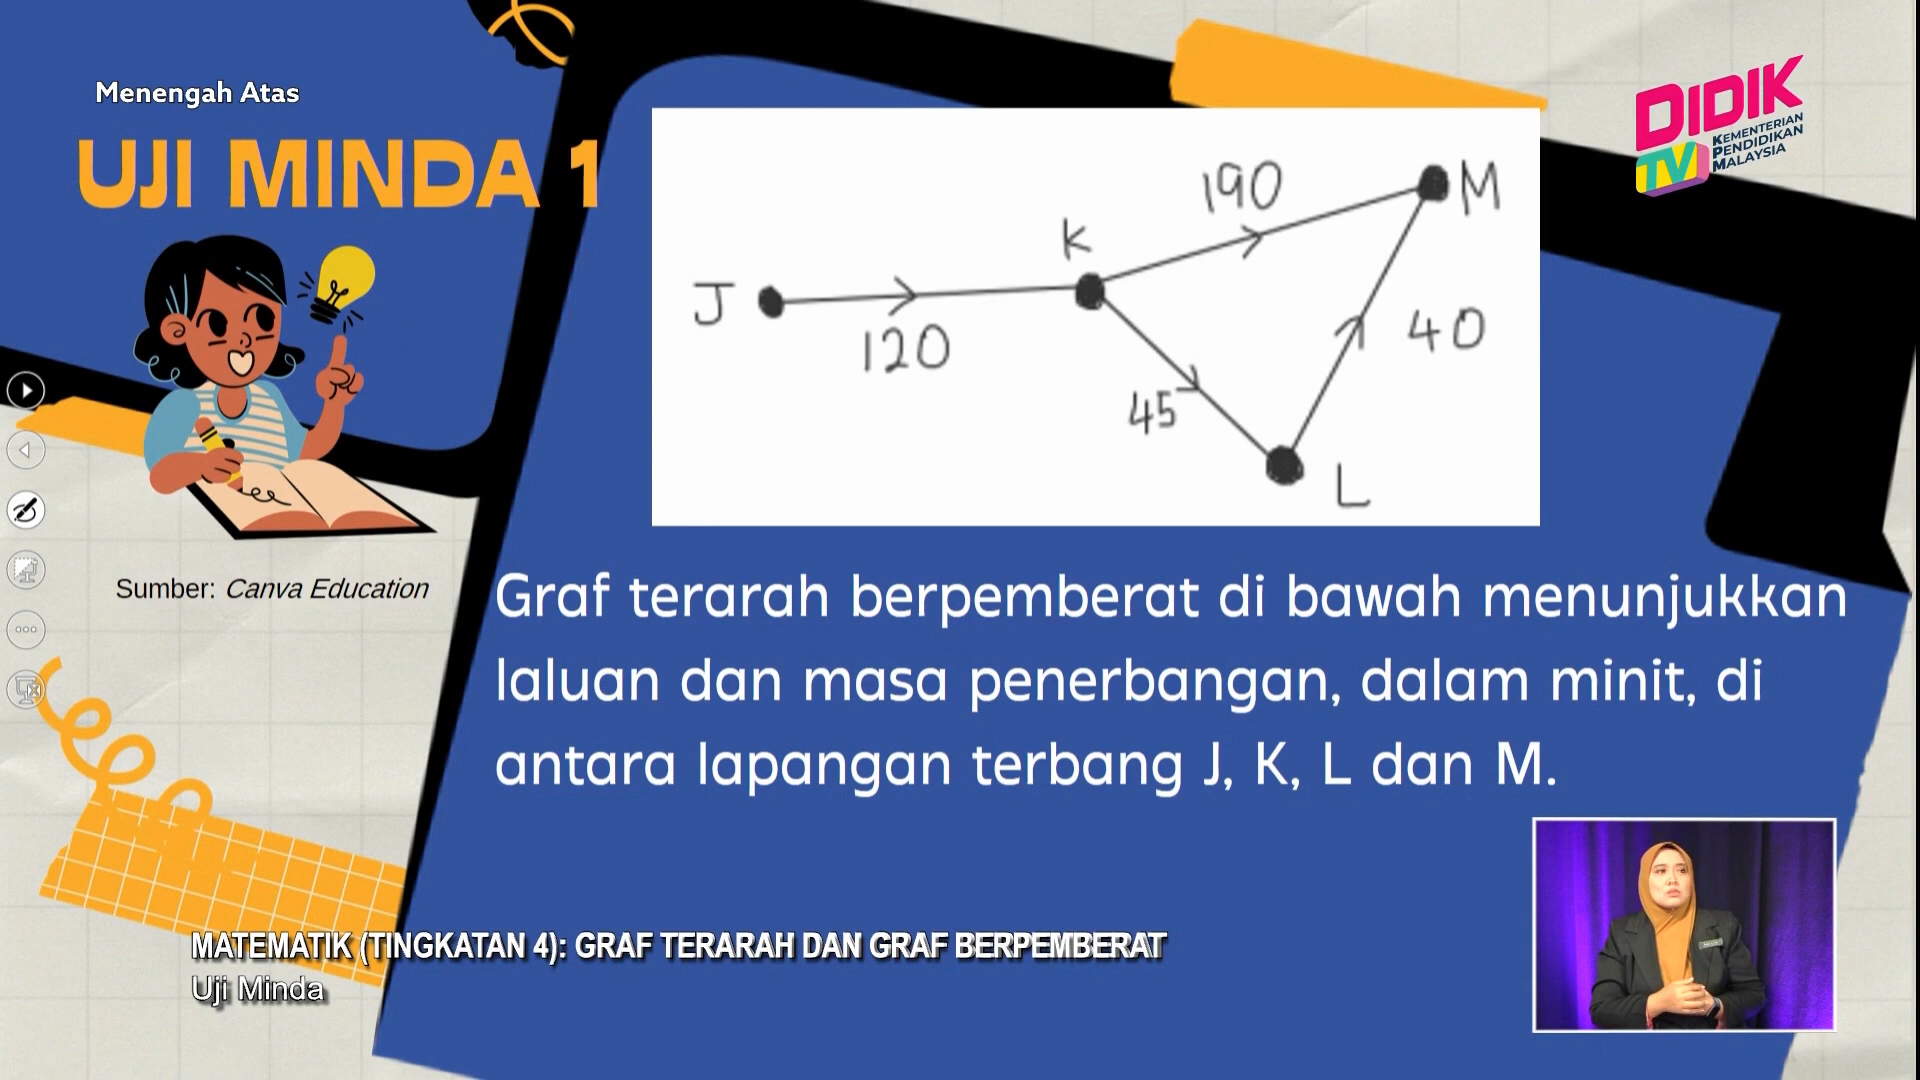 Menengah Atas
UJI MINDA 1
DIDIK
TV
KEMENTERIAN
PENDIDIKAN
MALAYSIA
190
M
K
J
120
40
45
L
Sumber: Canva Education
Graf terarah berpemberat di bawah menunjukkan
laluan dan masa penerbangan, dalam minit, di
antara lapangan terbang J, K, L dan M.
MATEMATIK (TINGKATAN 4): GRAF TERARAH DAN GRAF BERPEMBERAT
Uji Minda